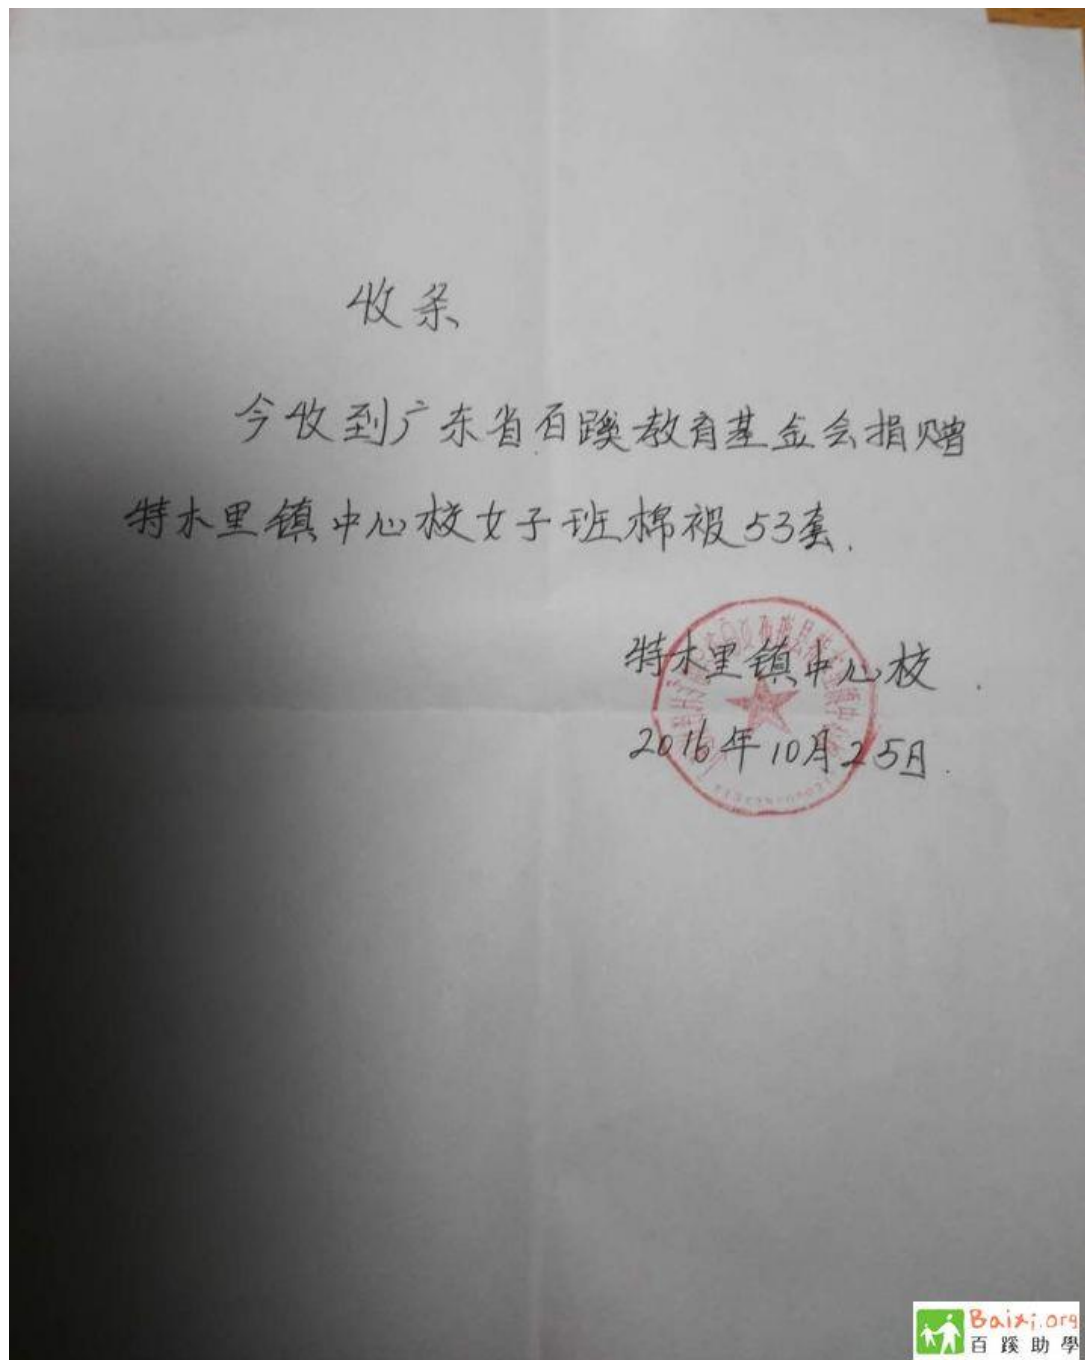 收条
今收到广东省百蹊教育基金会捐赠
特木里镇中心校女子班棉被53套.
特木里镇中心校
2016年10月25日.
Baixi.org
百蹊助學